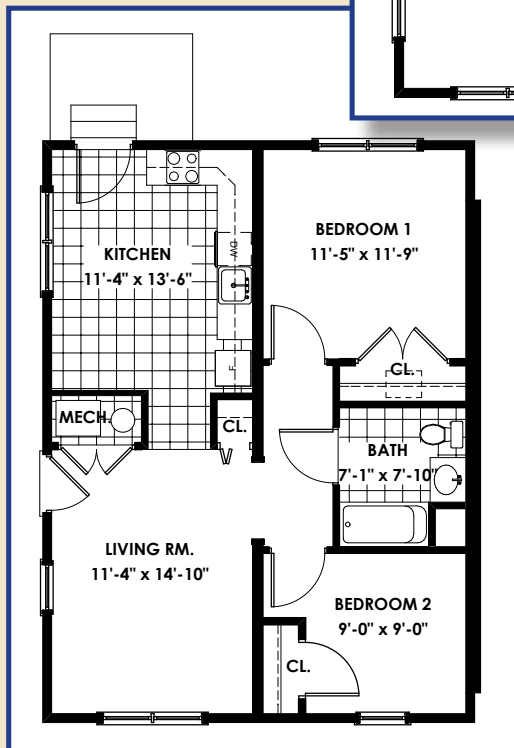 KITCHEN
11'-4" x 13'-6"
DW
F
BEDROOM 1
11'-5" x 11'-9"
CL.
MECH.
CL.
BATH
7'-1" x 7'-10"
LIVING RM.
11'-4" x 14'-10"
BEDROOM 2
9'-0" x 9'-0"
CL.